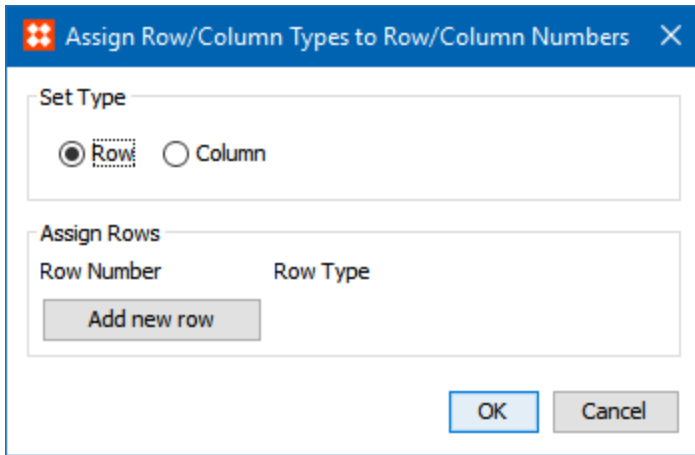 Assign Row/Column Types to Row/Column Numbers
Set Type
Row Column
Assign Rows
Row Number Row Type
Add new row
OK Cancel